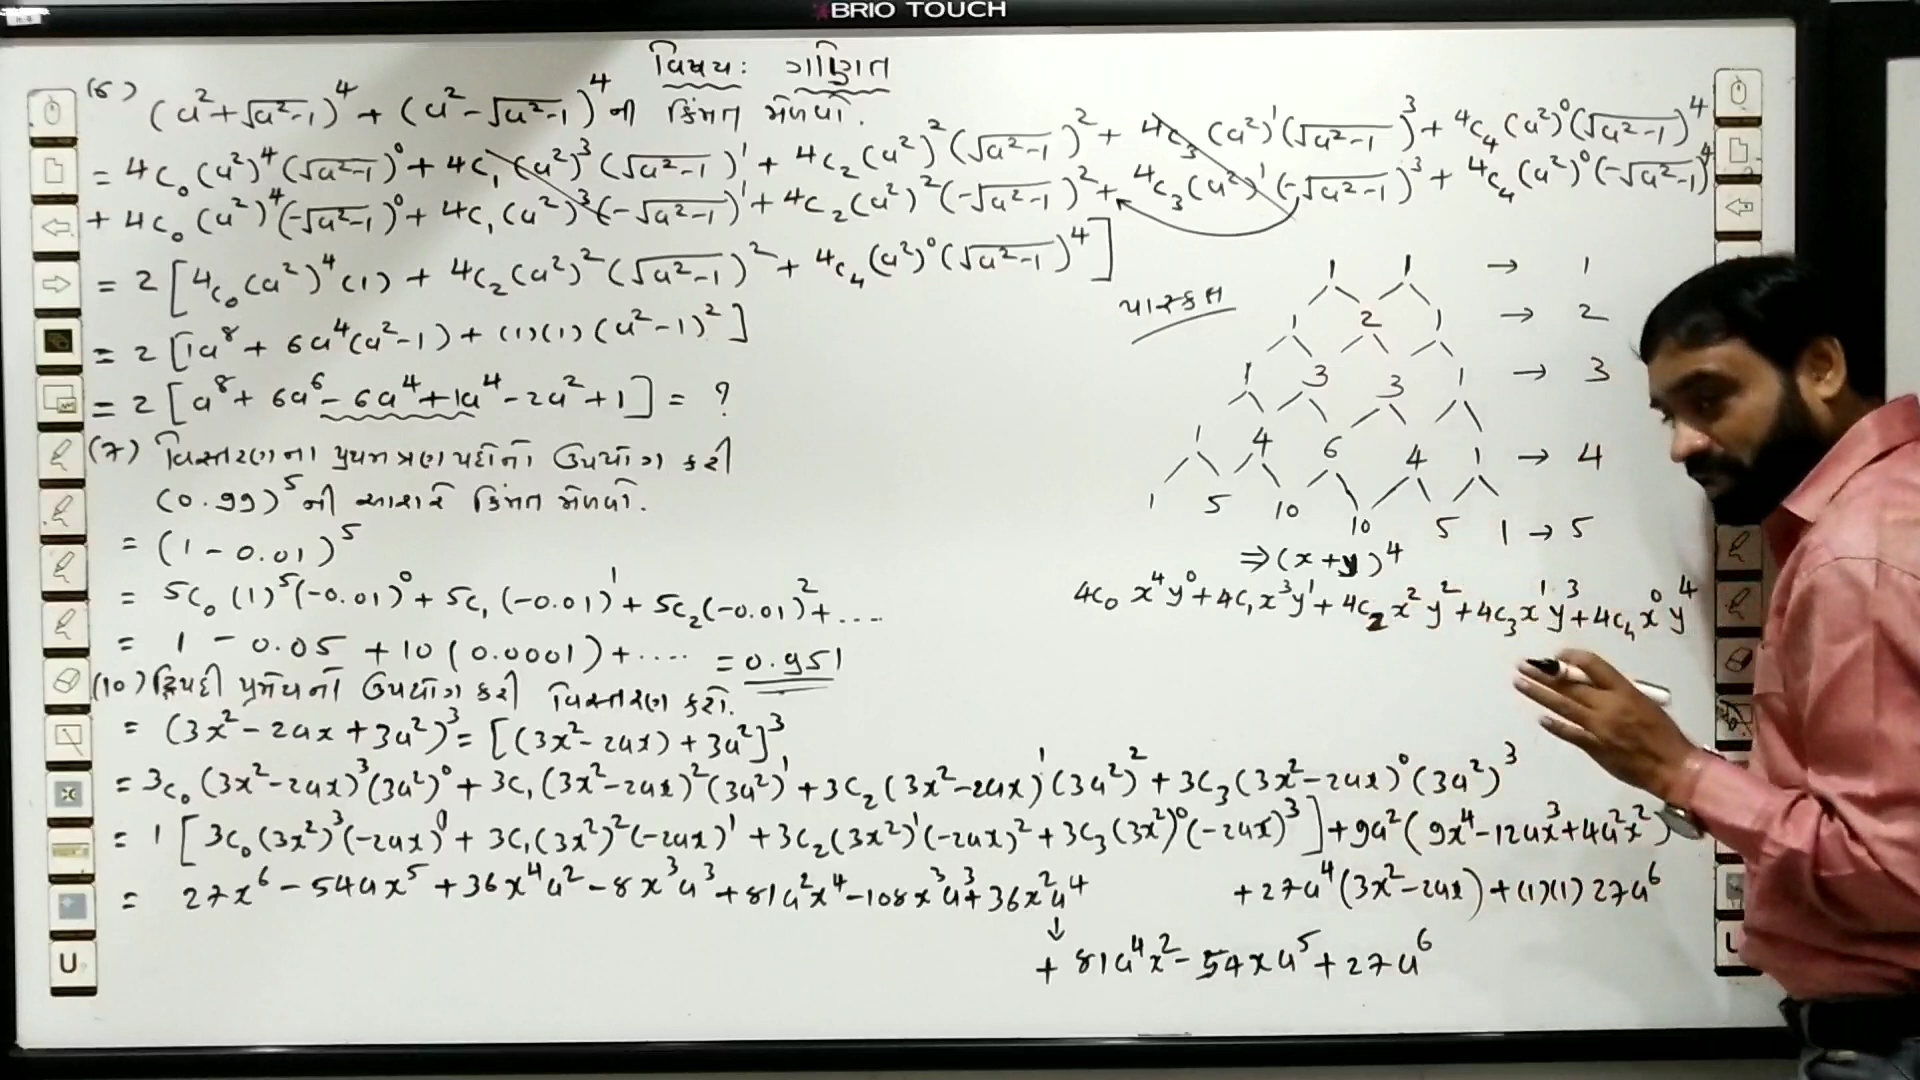 BRIO TOUCH
વિષય: ગણિત
(6) (a²+√a²-1)⁴ + (a²-√a²-1)⁴ ની કિંમત મેળવો.
= 4C₀(a²)⁴(√a²-1)⁰ + 4C₁(a²)³(√a²-1)¹ + 4C₂(a²)²(√a²-1)² + 4C₃(a²)¹(√a²-1)³ + 4C₄(a²)⁰(√a²-1)⁴
+ 4C₀(a²)⁴(-√a²-1)⁰ + 4C₁(a²)³(-√a²-1)¹ + 4C₂(a²)²(-√a²-1)² + 4C₃(a²)¹(-√a²-1)³ + 4C₄(a²)⁰(-√a²-1)⁴
= 2[4C₀(a²)⁴(1) + 4C₂(a²)²(√a²-1)² + 4C₄(a²)⁰(√a²-1)⁴]
= 2[1a⁸ + 6a⁴(a²-1) + (1)(1)(a²-1)²]
= 2[a⁸ + 6a⁶ - 6a⁴ + 1a⁴ - 2a² + 1] = ?
(7) વિસ્તરણના પ્રથમ ત્રણ પદોનો ઉપયોગ કરી
(0.99)⁵ ની આશરે કિંમત મેળવો.
= (1 - 0.01)⁵
= 5C₀(1)⁵(-0.01)⁰ + 5C₁(-0.01)¹ + 5C₂(-0.01)² + ....
= 1 - 0.05 + 10(0.0001) + .... = 0.951
(10) દ્વિપદી પ્રમેયનો ઉપયોગ કરી વિસ્તરણ કરો.
= (3x² - 2ax + 3a²)³ = [(3x² - 2ax) + 3a²]³
= 3C₀(3x²-2ax)³(3a²)⁰ + 3C₁(3x²-2ax)²(3a²)¹ + 3C₂(3x²-2ax)¹(3a²)² + 3C₃(3x²-2ax)⁰(3a²)³
= 1[3C₀(3x²)³(-2ax)⁰ + 3C₁(3x²)²(-2ax)¹ + 3C₂(3x²)¹(-2ax)² + 3C₃(3x²)⁰(-2ax)³] + 9a²(9x⁴-12ax³+4a²x²)
+ 27a⁴(3x²-2ax) + (1)(1) 27a⁶
= 27x⁶ - 54ax⁵ + 36x⁴a² - 8x³a³ + 81a²x⁴ - 108x³a³ + 36x²a⁴
↓
+ 81a⁴x² - 54xa⁵ + 27a⁶
પાસ્કલ
1 1 → 1
1 2 1 → 2
1 3 3 1 → 3
1 4 6 4 1 → 4
1 5 10 10 5 1 → 5
⇒ (x+y)⁴
4C₀ x⁴y⁰ + 4C₁x³y¹ + 4C₂x²y² + 4C₃x¹y³ + 4C₄x⁰y⁴
U